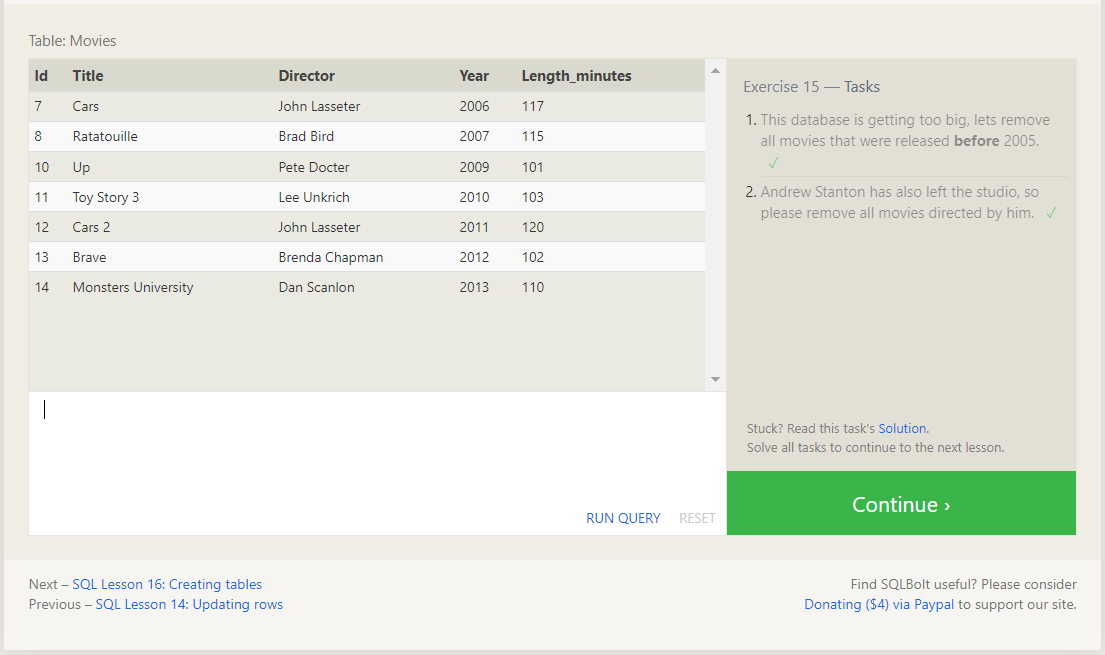 Table: Movies
Id Title Director Year Length_minutes
7 Cars John Lasseter 2006 117
8 Ratatouille Brad Bird 2007 115
10 Up Pete Docter 2009 101
11 Toy Story 3 Lee Unkrich 2010 103
12 Cars 2 John Lasseter 2011 120
13 Brave Brenda Chapman 2012 102
14 Monsters University Dan Scanlon 2013 110
RUN QUERY RESET
Exercise 15 — Tasks
1. This database is getting too big, lets remove
all movies that were released before 2005.
✓
2. Andrew Stanton has also left the studio, so
please remove all movies directed by him. ✓
Stuck? Read this task's Solution.
Solve all tasks to continue to the next lesson.
Continue ›
Next – SQL Lesson 16: Creating tables
Previous – SQL Lesson 14: Updating rows
Find SQLBolt useful? Please consider
Donating ($4) via Paypal to support our site.